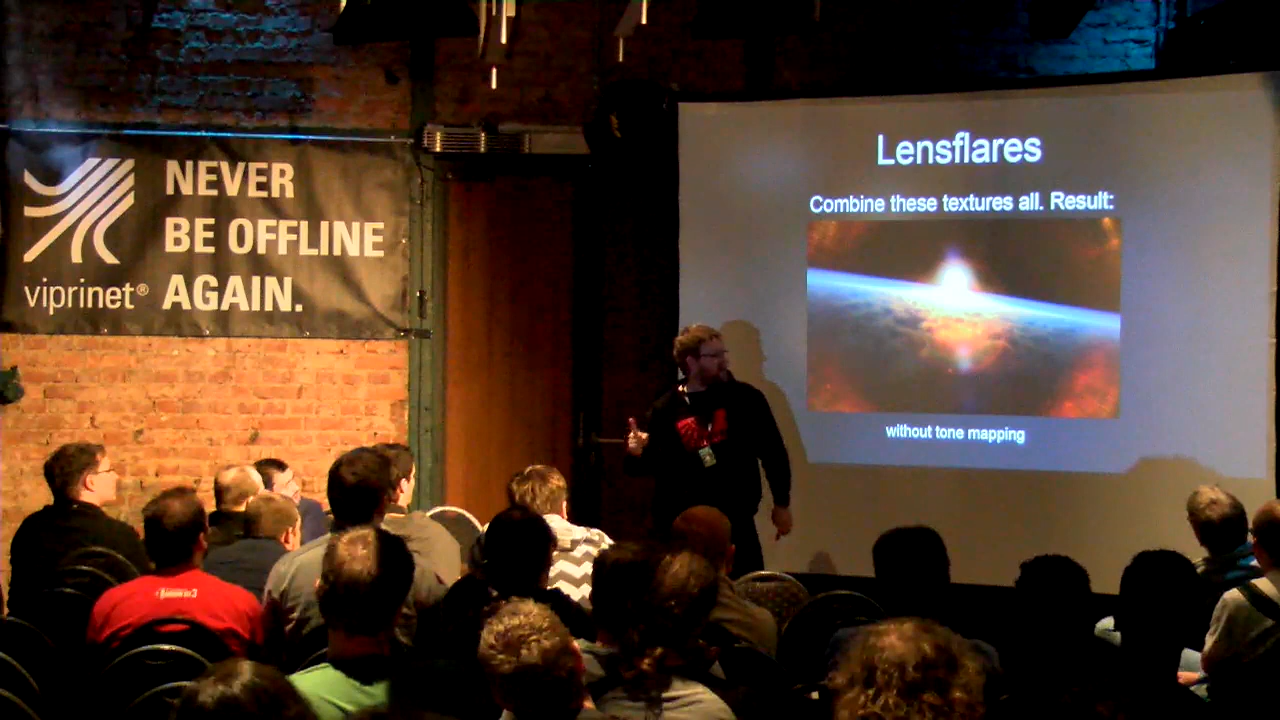 NEVER
BE OFFLINE
AGAIN.
viprinet®
Lensflares
Combine these textures all. Result:
without tone mapping